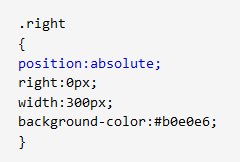 .right
{
position:absolute;
right:0px;
width:300px;
background-color:#b0e0e6;
}